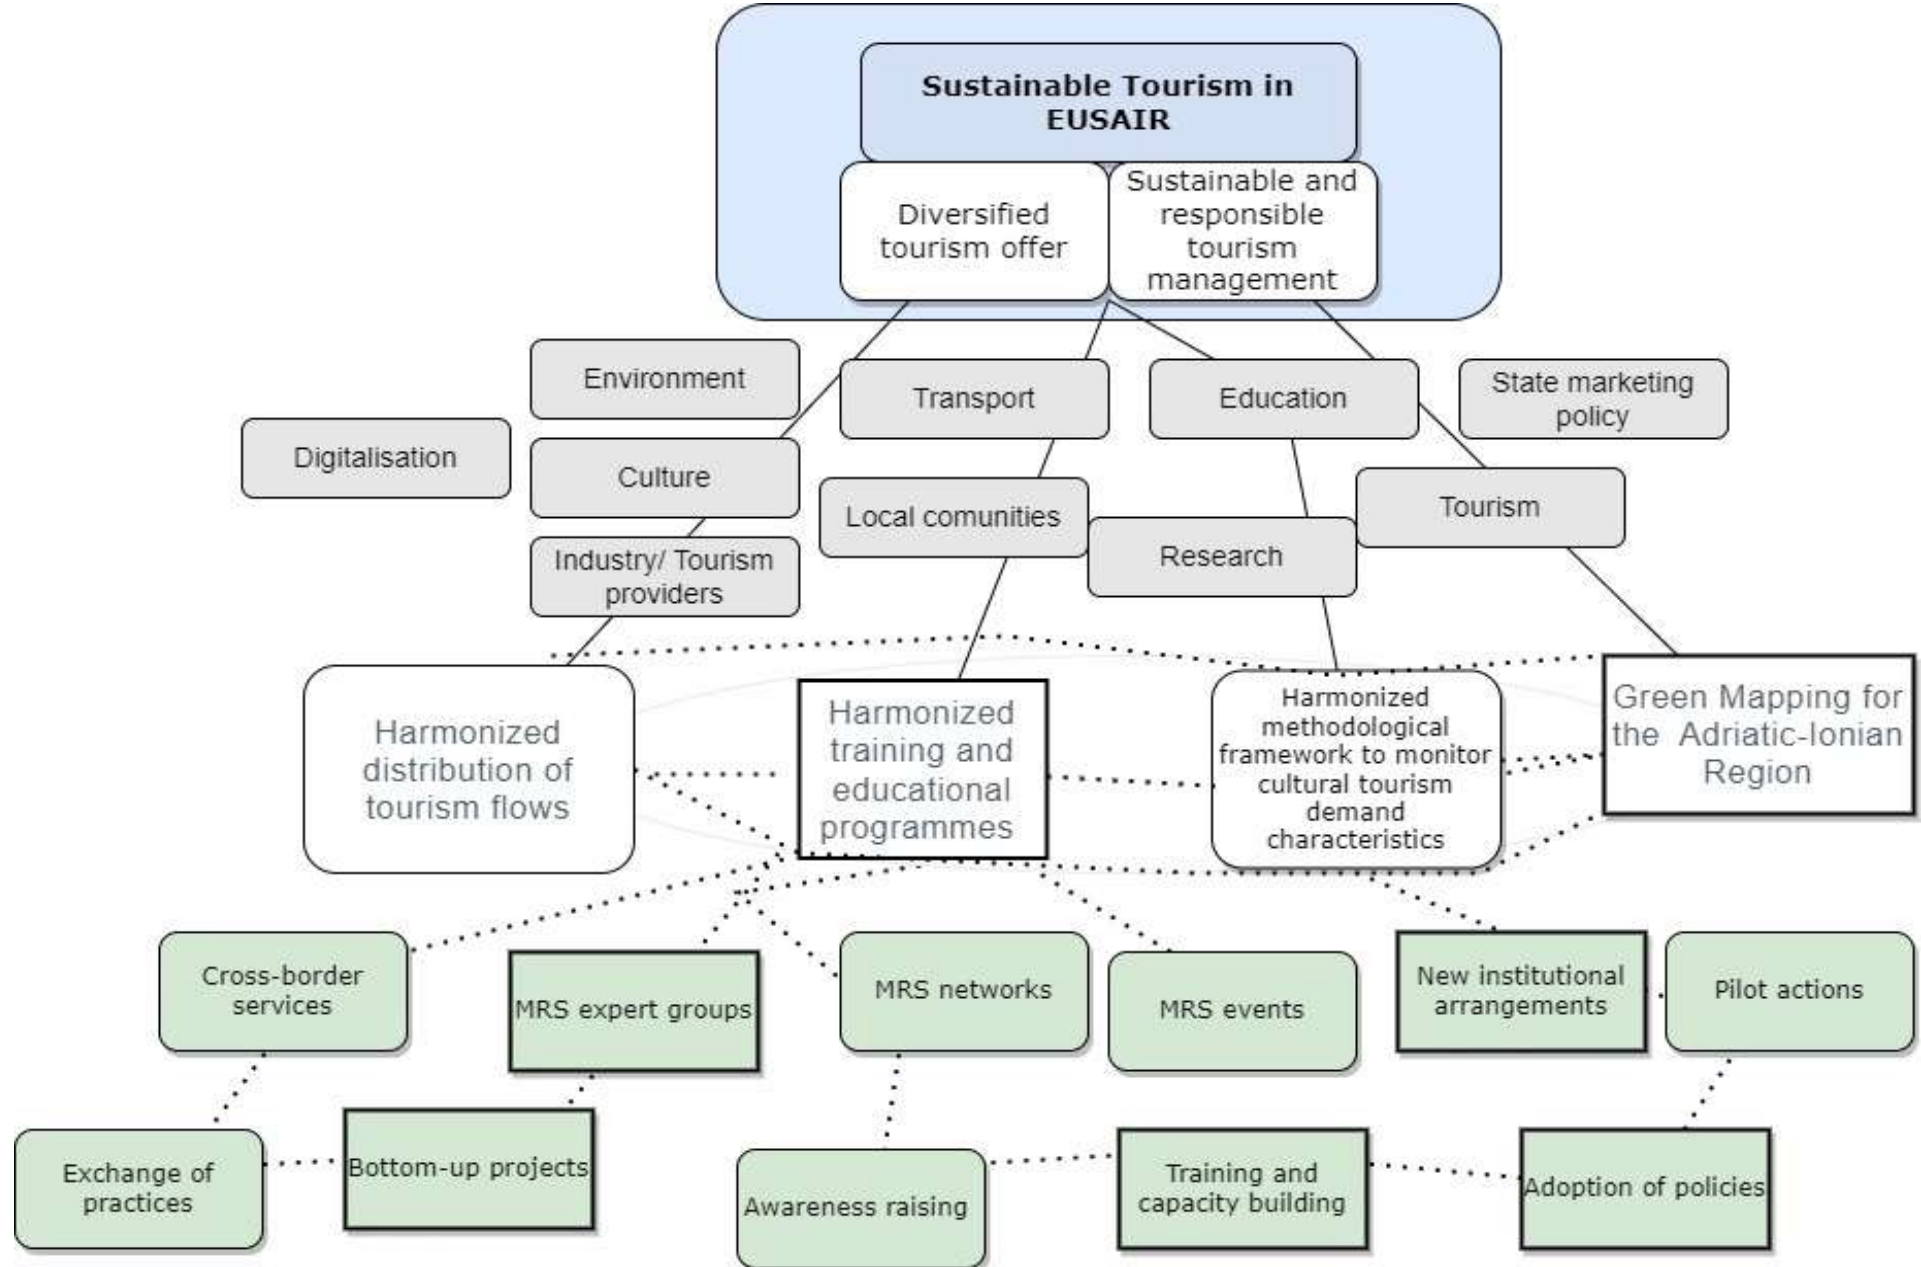 Sustainable Tourism in
EUSAIR
Diversified
tourism offer
Sustainable and
responsible
tourism
management
Environment
Transport
Education
State marketing
policy
Digitalisation
Culture
Local comunities
Tourism
Industry/ Tourism
providers
Research
Harmonized
distribution of
tourism flows
Harmonized
training and
educational
programmes
Harmonized
methodological
framework to monitor
cultural tourism
demand
characteristics
Green Mapping for
the Adriatic-Ionian
Region
Cross-border
services
MRS expert groups
MRS networks
MRS events
New institutional
arrangements
Pilot actions
Exchange of
practices
Bottom-up projects
Awareness raising
Training and
capacity building
Adoption of policies